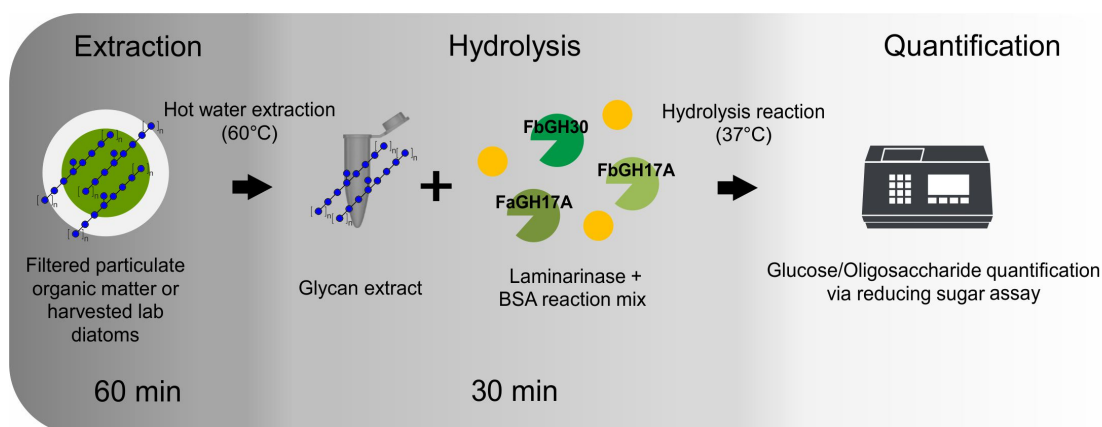 Extraction
Hydrolysis
Quantification
Hot water extraction
(60°C)
Hydrolysis reaction
(37°C)
FbGH30
FbGH17A
FaGH17A
[ ]n
[ ]n
[ ]n
[ ]n
[ ]n
[ ]n
[ ]n
[ ]n
[ ]n
[ ]n
+
Filtered particulate
organic matter or
harvested lab
diatoms
Glycan extract
Laminarinase +
BSA reaction mix
Glucose/Oligosaccharide quantification
via reducing sugar assay
60 min
30 min